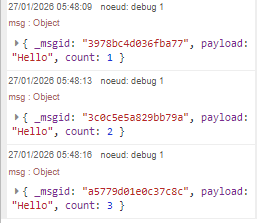 27/01/2026 05:48:09 noeud: debug 1
msg : Object
▶{ _msgid: "3978bc4d036fba77", payload:
"Hello", count: 1 }
27/01/2026 05:48:13 noeud: debug 1
msg : Object
▶{ _msgid: "3c0c5e5a829bb79a", payload:
"Hello", count: 2 }
27/01/2026 05:48:16 noeud: debug 1
msg : Object
▶{ _msgid: "a5779d01e0c37c8c", payload:
"Hello", count: 3 }